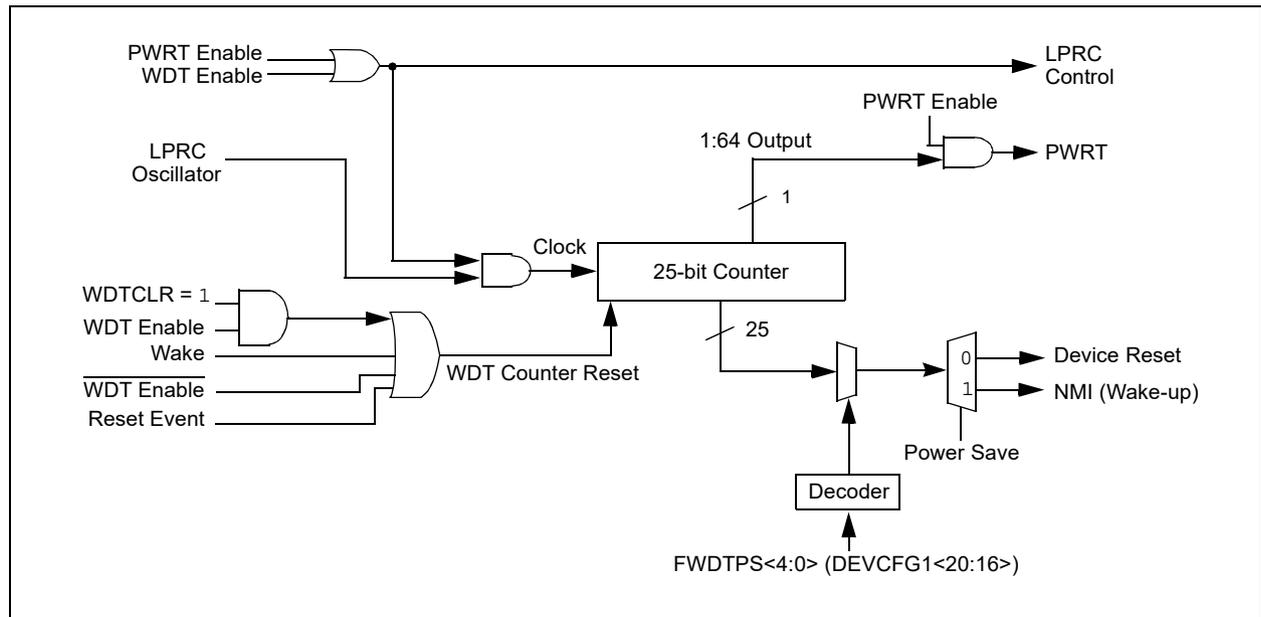 PWRT Enable
WDT Enable
LPRC
Control
PWRT Enable
1:64 Output
LPRC
Oscillator
PWRT
1
Clock
25-bit Counter
WDTCLR = 1
WDT Enable
Wake
WDT Enable
Reset Event
WDT Counter Reset
25
0
1
Device Reset
NMI (Wake-up)
Power Save
Decoder
FWDTPS<4:0> (DEVCFG1<20:16>)